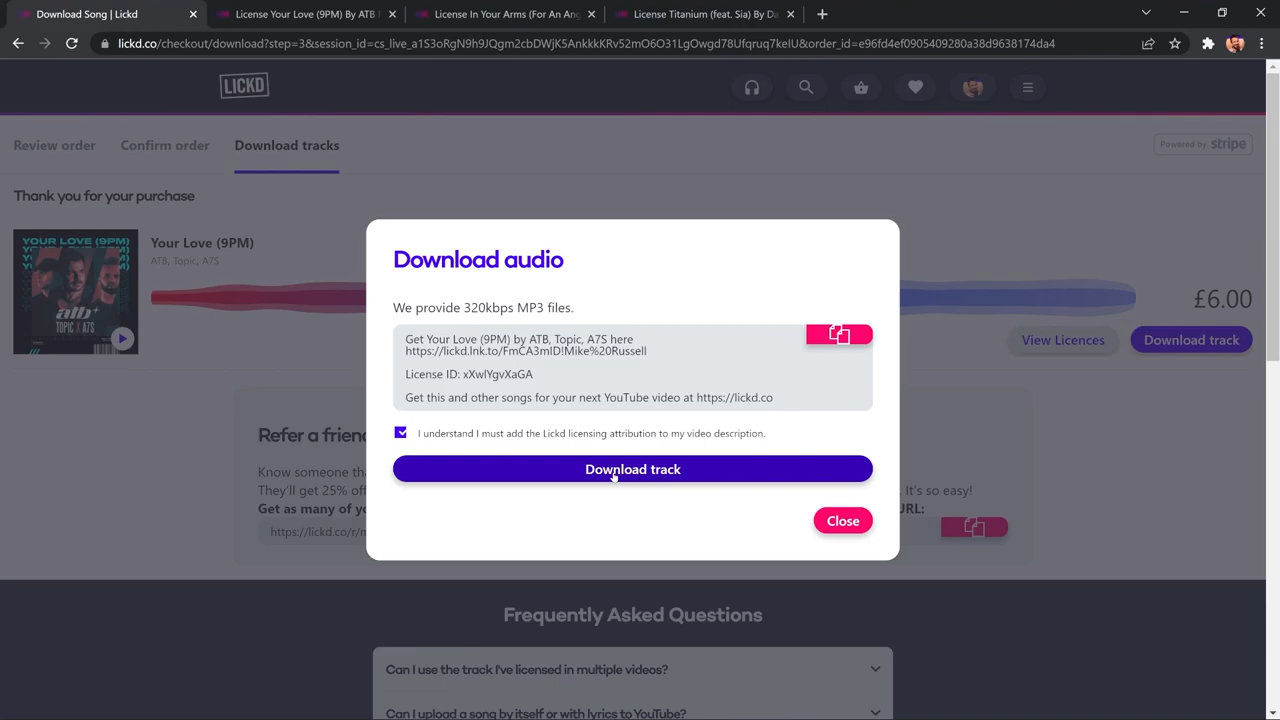 Download Song | Lickd
License Your Love (9PM) By ATB F
License In Your Arms (For An Ang
License Titanium (feat. Sia) By Da
lickd.co/checkout/download?step=3&session_id=cs_live_a1S3oRgN9h9JQgm2cbDWjK5AnkkkKRv52mO6O31LgOwgd78Ufqruq7keIU&order_id=e96fd4ef0905409280a38d9638174da4
LICKD
Review order
Confirm order
Download tracks
Powered by stripe
Thank you for your purchase
YOUR LOVE (9PM)
atb
TOPIC X A7S
Your Love (9PM)
ATB, Topic, A7S
£6.00
View Licences
Download track
Download audio
We provide 320kbps MP3 files.
Get Your Love (9PM) by ATB, Topic, A7S here
https://lickd.lnk.to/FmCA3mID!Mike%20Russell
License ID: xXwlYgvXaGA
Get this and other songs for your next YouTube video at https://lickd.co
I understand I must add the Lickd licensing attribution to my video description.
Download track
Close
Refer a friend
Know someone tha
They'll get 25% off
It's so easy!
Get as many of yo
URL:
https://lickd.co/r/m
Frequently Asked Questions
Can I use the track I've licensed in multiple videos?
Can I upload a song by itself or with lyrics to YouTube?